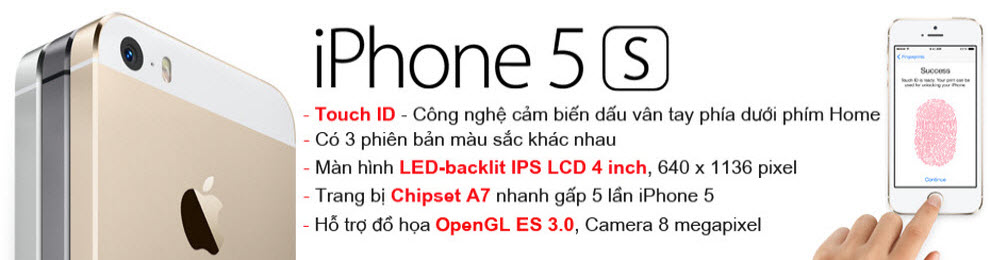 iPhone 5 S
- Touch ID - Công nghệ cảm biến dấu vân tay phía dưới phím Home
- Có 3 phiên bản màu sắc khác nhau
- Màn hình LED-backlit IPS LCD 4 inch, 640 x 1136 pixel
- Trang bị Chipset A7 nhanh gấp 5 lần iPhone 5
- Hỗ trợ đồ họa OpenGL ES 3.0, Camera 8 megapixel
Fingerprints
Success
Touch ID is ready. Your print can be
used for unlocking your iPhone.
Continue